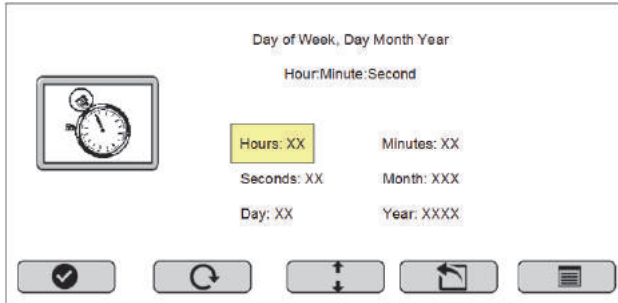 Day of Week, Day Month Year
Hour:Minute:Second
Hours: XX Minutes: XX
Seconds: XX Month: XXX
Day: XX Year: XXXX